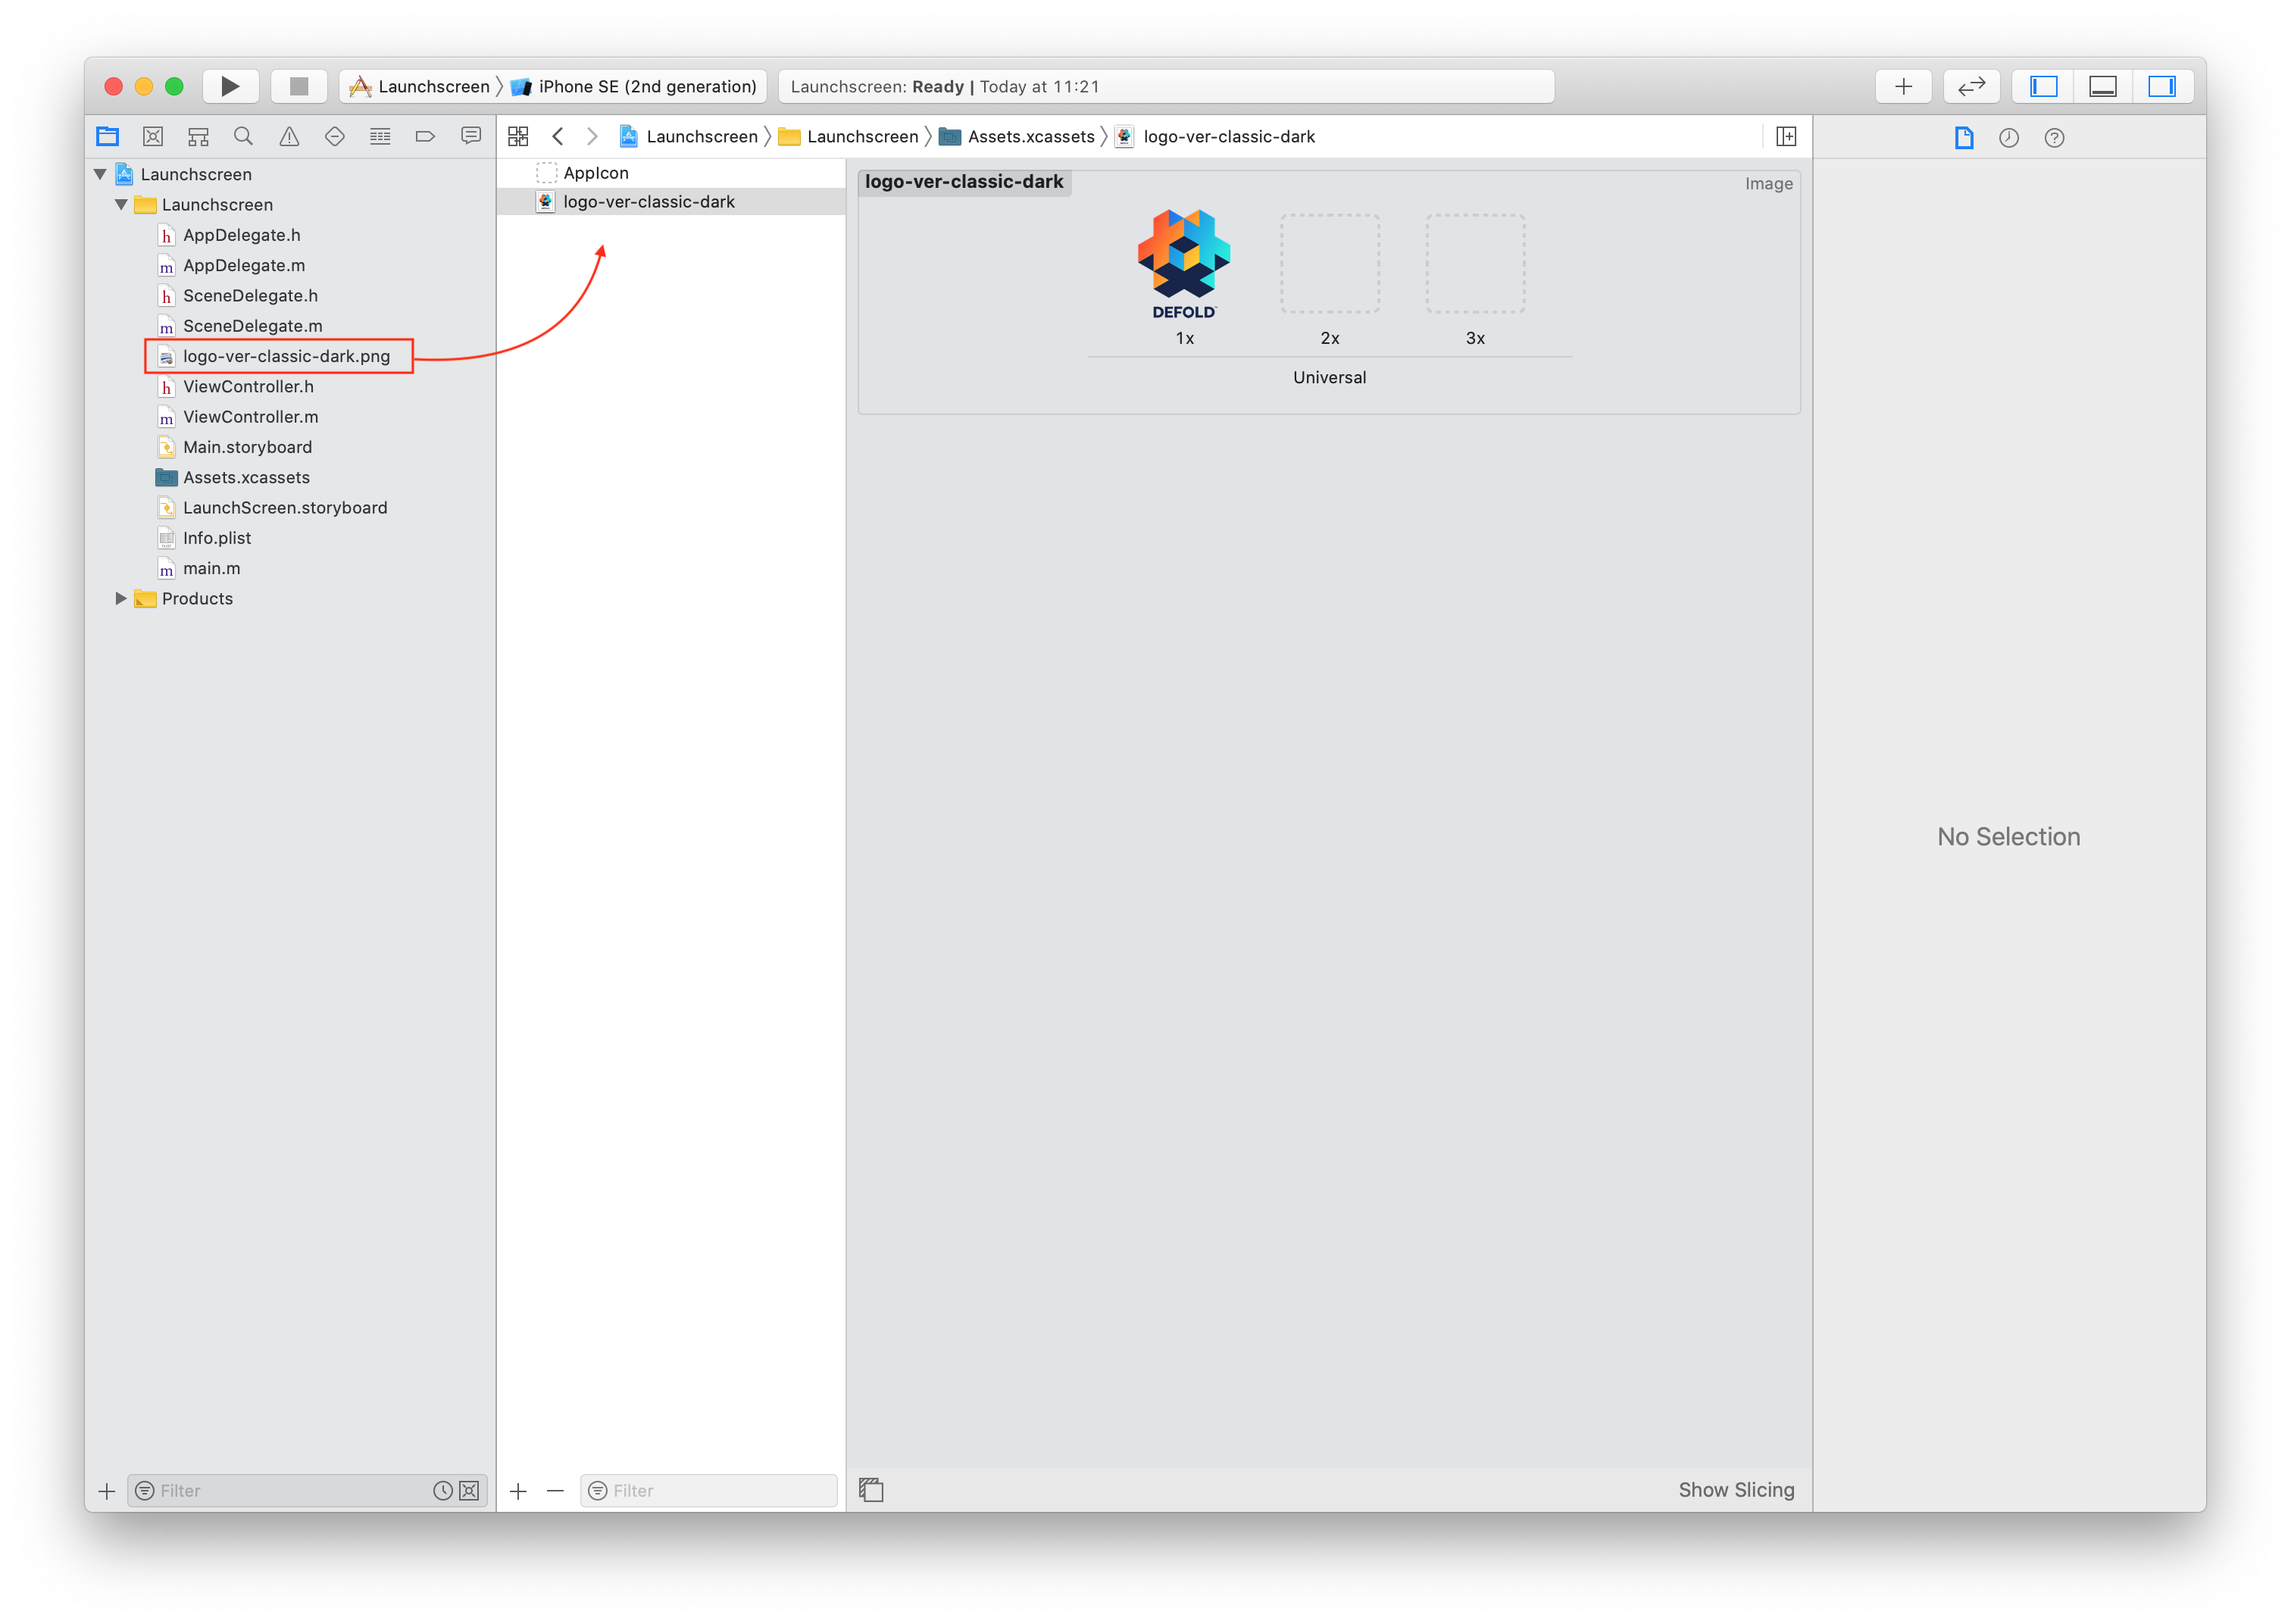 Launchscreen iPhone SE (2nd generation) Launchscreen: Ready | Today at 11:21
Launchscreen Launchscreen Assets.xcassets logo-ver-classic-dark
Launchscreen
Launchscreen
h AppDelegate.h
m AppDelegate.m
h SceneDelegate.h
m SceneDelegate.m
logo-ver-classic-dark.png
h ViewController.h
m ViewController.m
Main.storyboard
Assets.xcassets
LaunchScreen.storyboard
Info.plist
m main.m
Products
Filter
AppIcon
logo-ver-classic-dark
Filter
logo-ver-classic-dark Image
DEFOLD
1x 2x 3x
Universal
Show Slicing
No Selection